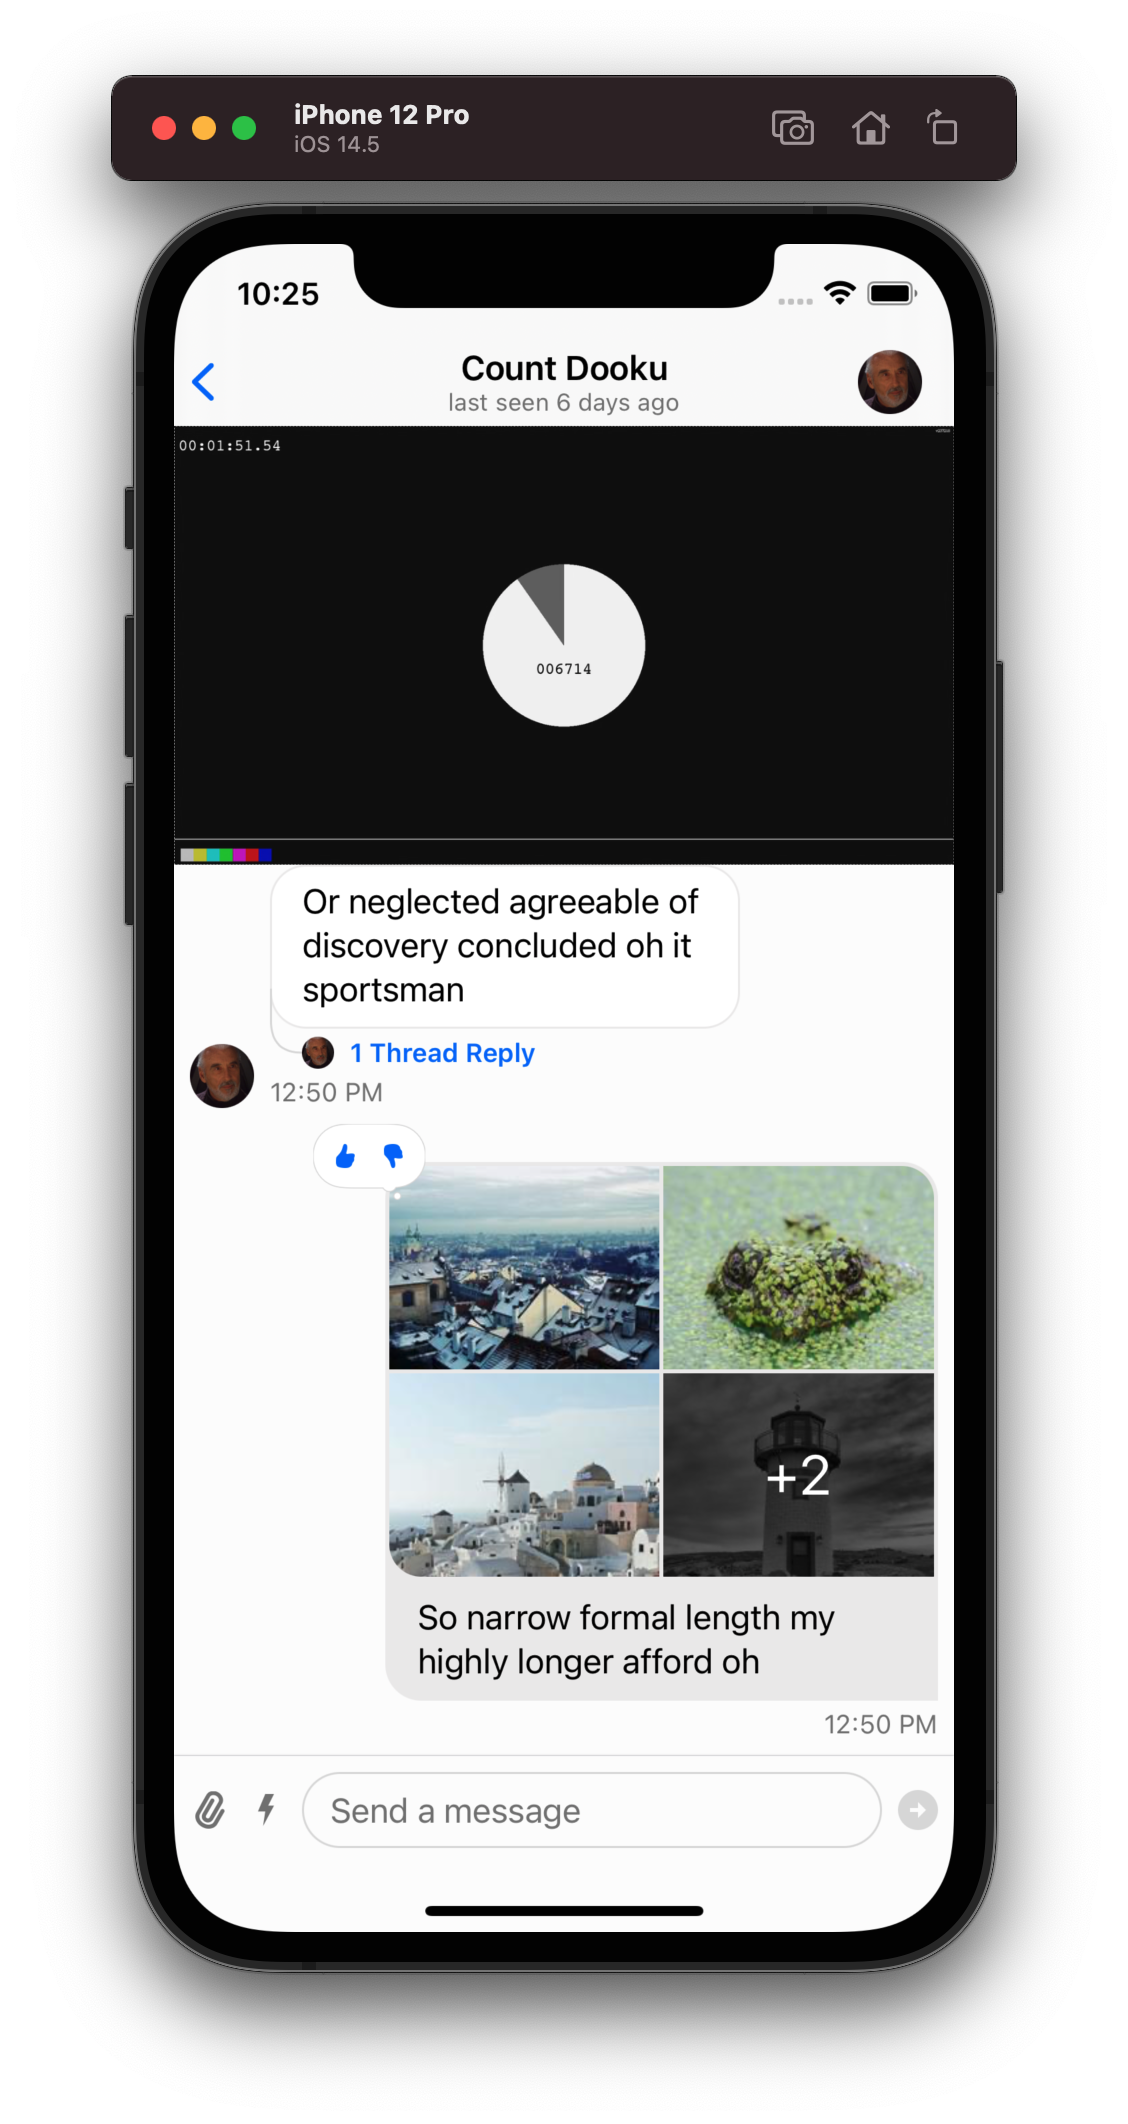 iPhone 12 Pro
iOS 14.5
10:25
Count Dooku
last seen 6 days ago
00:01:51.54
006714
Or neglected agreeable of
discovery concluded oh it
sportsman
1 Thread Reply
12:50 PM
+2
So narrow formal length my
highly longer afford oh
12:50 PM
Send a message